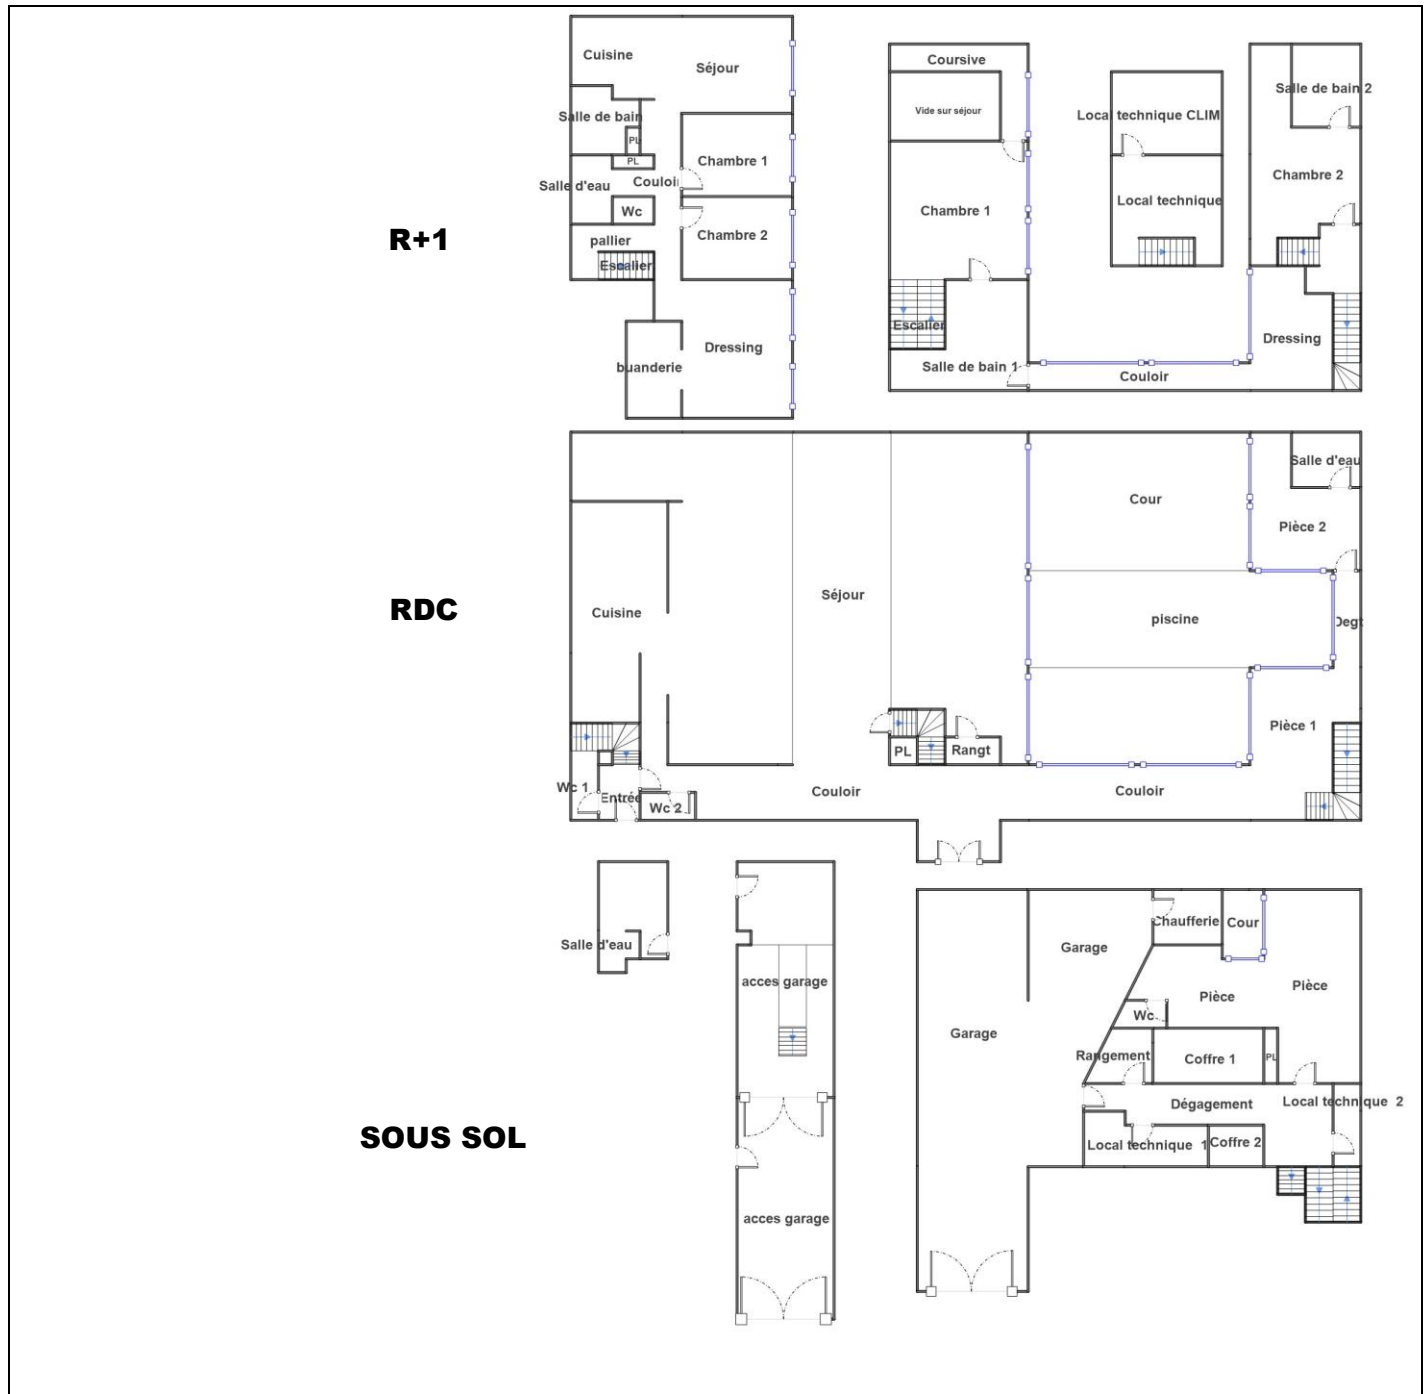 R+1
Cuisine
Séjour
Salle de bain
PL
PL
Chambre 1
Salle d'eau
Couloir
Wc
Chambre 2
pallier
Escalier
Dressing
buanderie
Coursive
Vide sur séjour
Chambre 1
Escalier
Salle de bain 1
Couloir
Local technique CLIM
Local technique
Salle de bain 2
Chambre 2
Dressing
RDC
Cuisine
Séjour
Cour
Salle d'eau
Pièce 2
piscine
Degt
Pièce 1
PL
Rangt
Wc 1
Entrée
Wc 2
Couloir
Couloir
SOUS SOL
Salle d'eau
acces garage
acces garage
Garage
Garage
Chaufferie
Cour
Pièce
Pièce
Wc
Rangement
Coffre 1
PL
Dégagement
Local technique 2
Local technique 1
Coffre 2